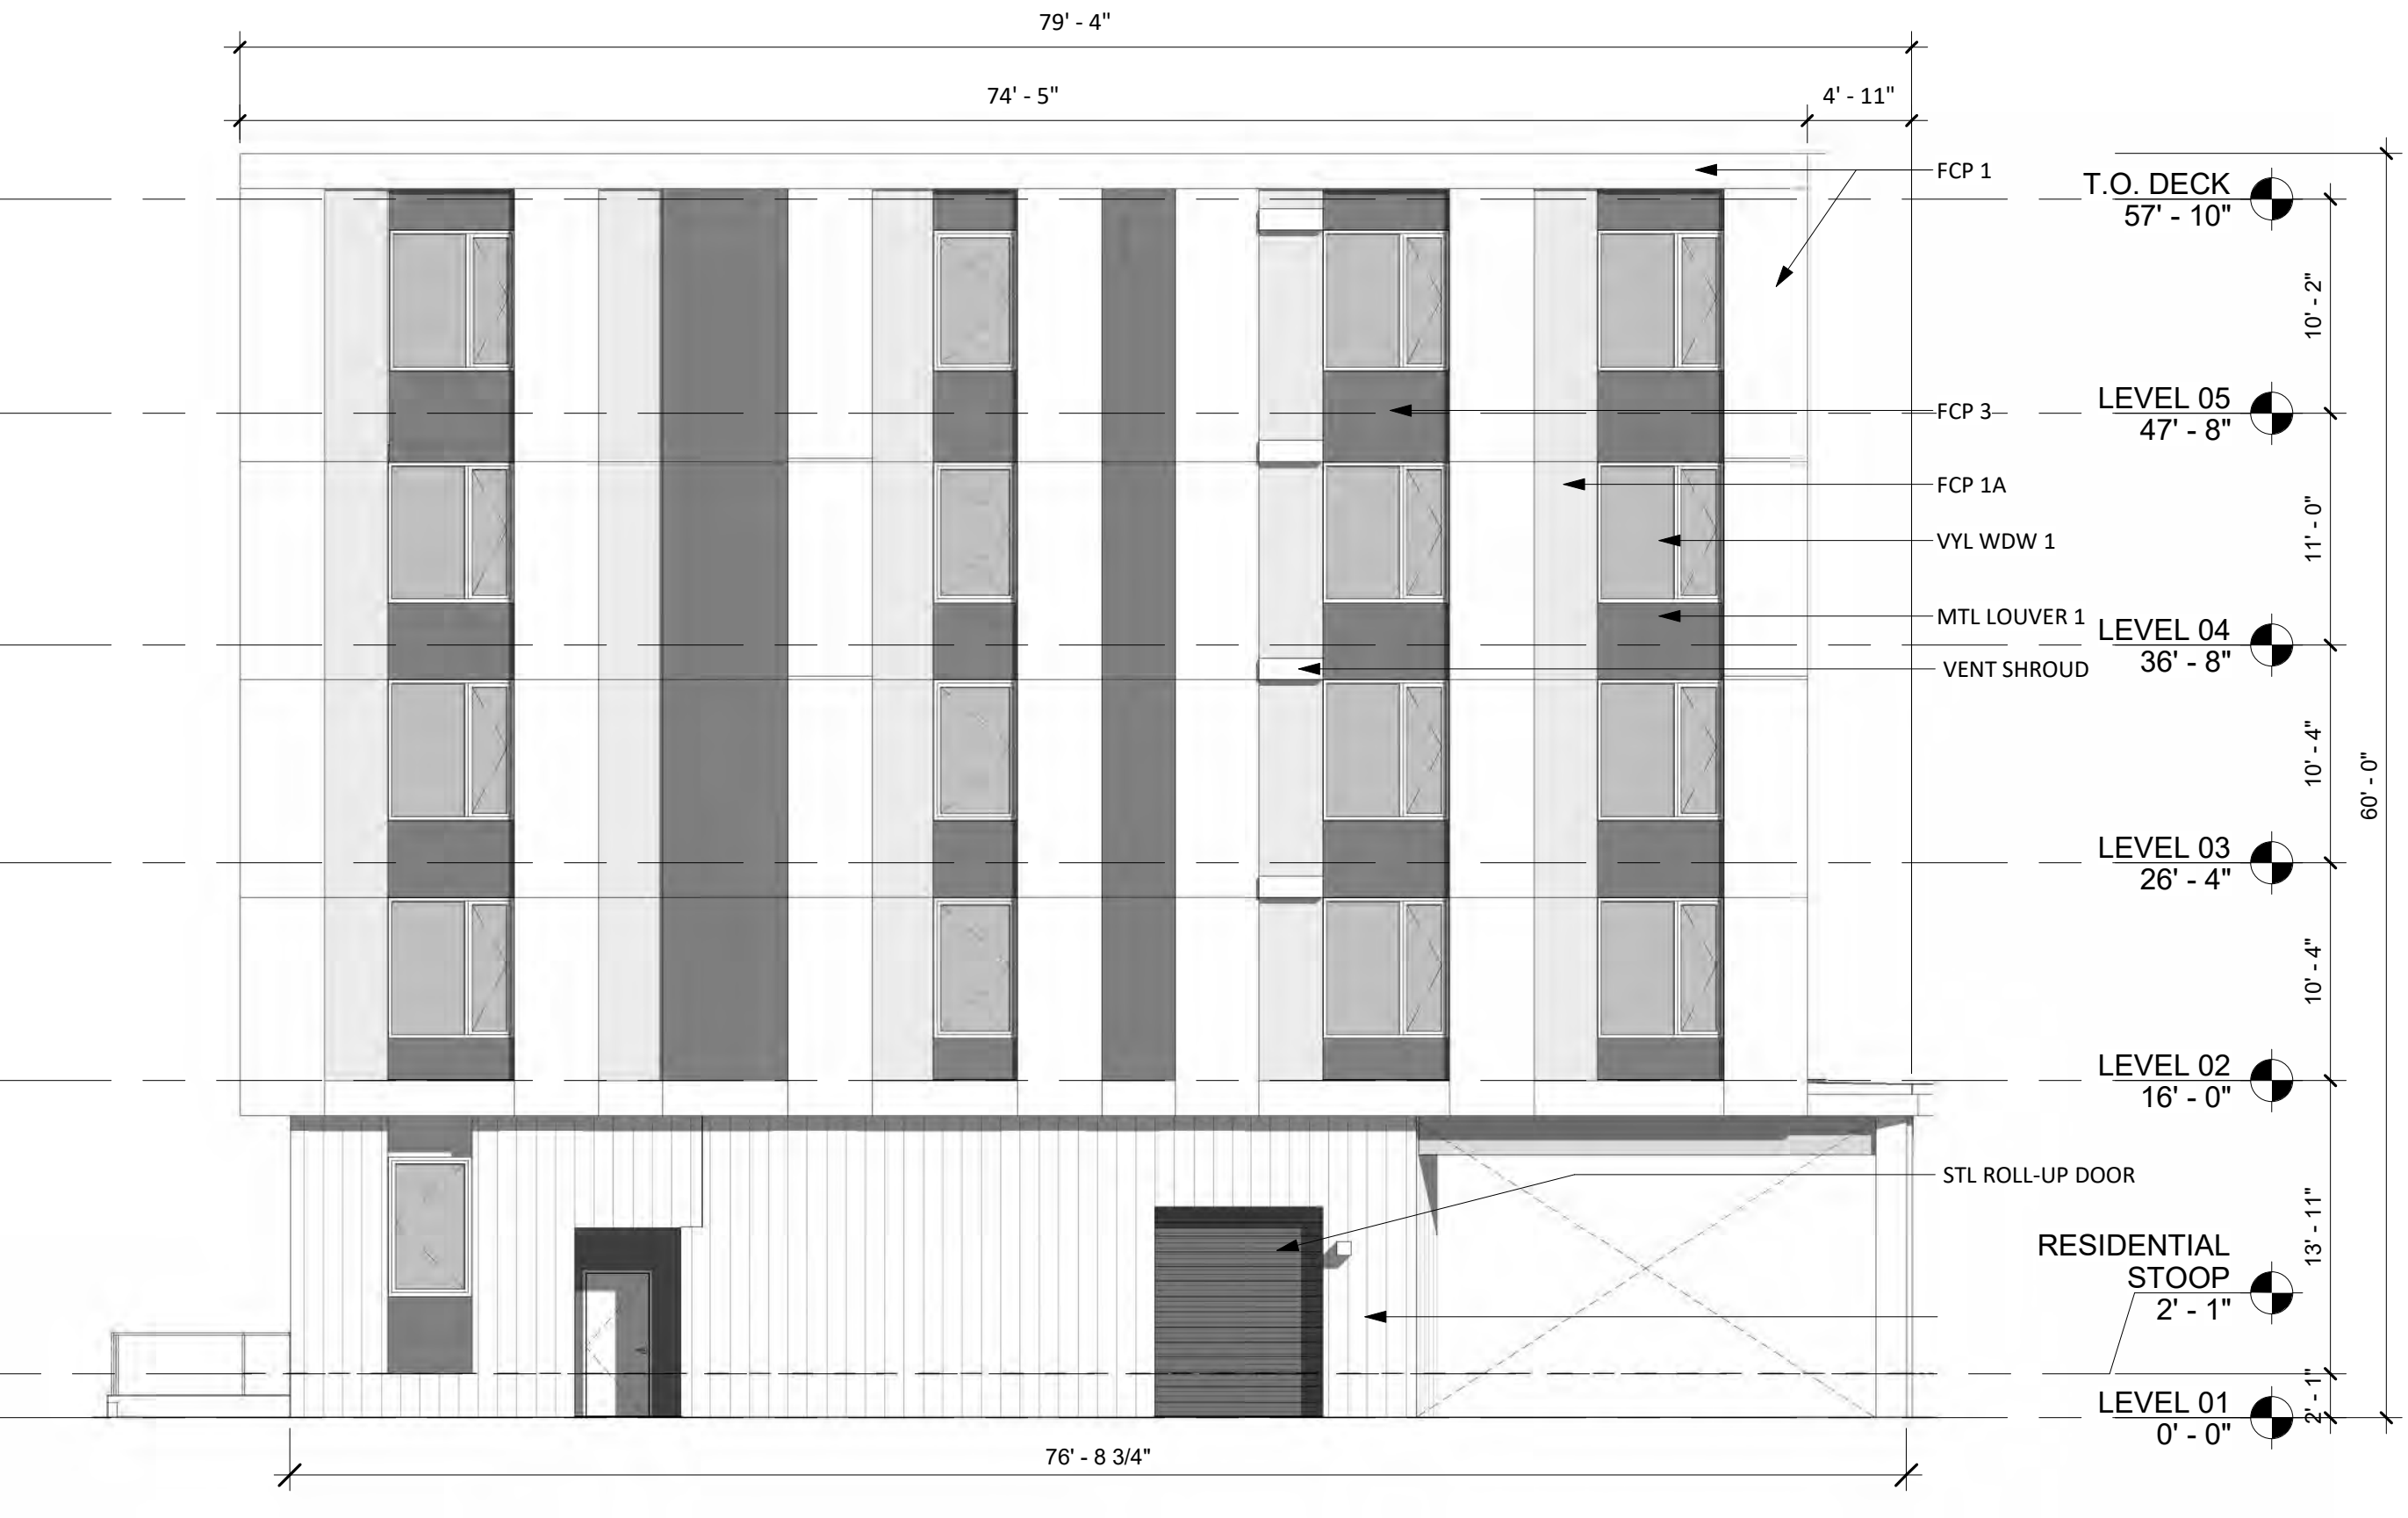 79' - 4"
74' - 5"
4' - 11"
FCP 1
T.O. DECK
57' - 10"
10' - 2"
LEVEL 05
47' - 8"
FCP 3
FCP 1A
11' - 0"
VYL WDW 1
MTL LOUVER 1
LEVEL 04
36' - 8"
VENT SHROUD
10' - 4"
60' - 0"
LEVEL 03
26' - 4"
10' - 4"
LEVEL 02
16' - 0"
STL ROLL-UP DOOR
13' - 11"
RESIDENTIAL
STOOP
2' - 1"
2' - 1"
LEVEL 01
0' - 0"
76' - 8 3/4"